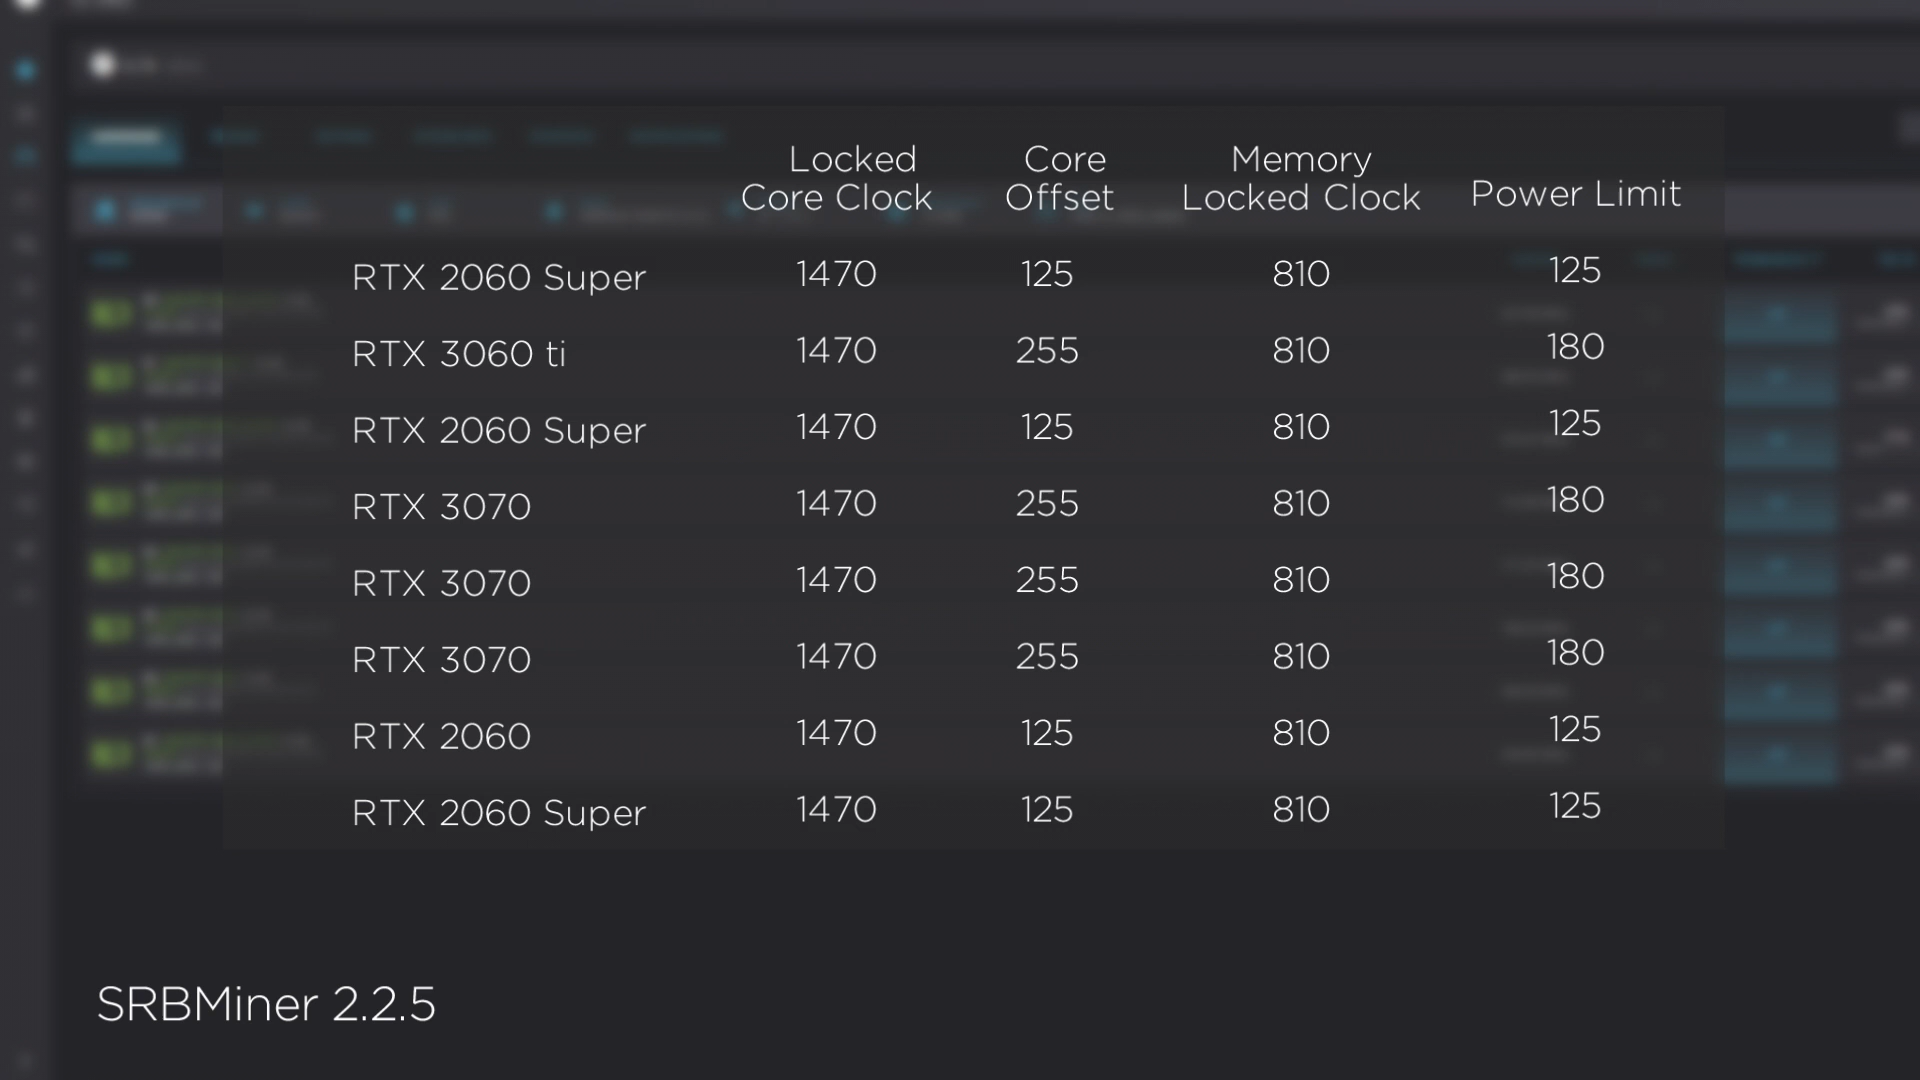 Locked Core Clock Core Offset Memory Locked Clock Power Limit
RTX 2060 Super 1470 125 810 125
RTX 3060 ti 1470 255 810 180
RTX 2060 Super 1470 125 810 125
RTX 3070 1470 255 810 180
RTX 3070 1470 255 810 180
RTX 3070 1470 255 810 180
RTX 2060 1470 125 810 125
RTX 2060 Super 1470 125 810 125
SRBMiner 2.2.5